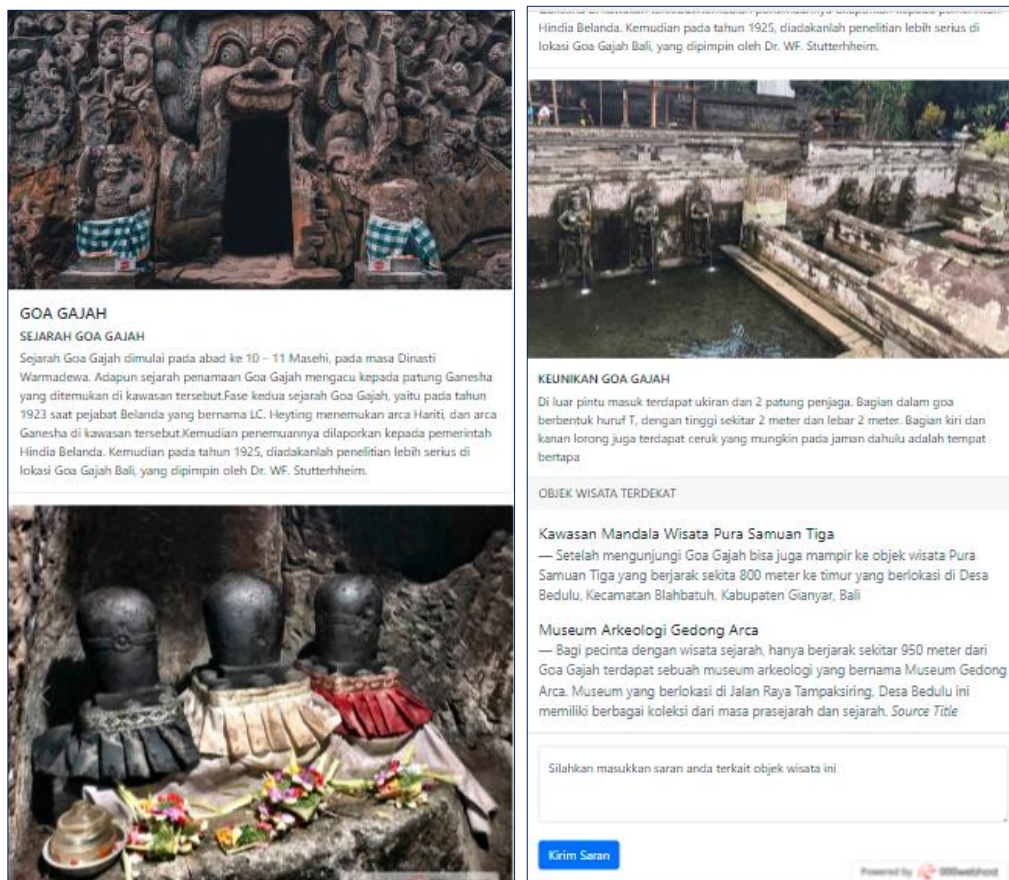 GOA GAJAH
SEJARAH GOA GAJAH
Sejarah Goa Gajah dimulai pada abad ke 10 – 11 Masehi, pada masa Dinasti
Warmadewa. Adapun sejarah penamaan Goa Gajah mengacu kepada patung Ganesha
yang ditemukan di kawasan tersebut.Fase kedua sejarah Goa Gajah, yaitu pada tahun
1923 saat pejabat Belanda yang bernama LC. Heyting menemukan arca Hariti, dan arca
Ganesha di kawasan tersebut.Kemudian penemuannya dilaporkan kepada pemerintah
Hindia Belanda. Kemudian pada tahun 1925, diadakanlah penelitian lebih serius di
lokasi Goa Gajah Bali, yang dipimpin oleh Dr. WF. Stutterhheim.
Hindia Belanda. Kemudian pada tahun 1925, diadakanlah penelitian lebih serius di
lokasi Goa Gajah Bali, yang dipimpin oleh Dr. WF. Stutterhheim.
KEUNIKAN GOA GAJAH
Di luar pintu masuk terdapat ukiran dan 2 patung penjaga. Bagian dalam goa
berbentuk huruf T, dengan tinggi sekitar 2 meter dan lebar 2 meter. Bagian kiri dan
kanan lorong juga terdapat ceruk yang mungkin pada jaman dahulu adalah tempat
bertapa
OBJEK WISATA TERDEKAT
Kawasan Mandala Wisata Pura Samuan Tiga
— Setelah mengunjungi Goa Gajah bisa juga mampir ke objek wisata Pura
Samuan Tiga yang berjarak sekita 800 meter ke timur yang berlokasi di Desa
Bedulu, Kecamatan Blahbatuh, Kabupaten Gianyar, Bali
Museum Arkeologi Gedong Arca
— Bagi pecinta dengan wisata sejarah, hanya berjarak sekitar 950 meter dari
Goa Gajah terdapat sebuah museum arkeologi yang bernama Museum Gedong
Arca. Museum yang berlokasi di Jalan Raya Tampaksiring, Desa Bedulu ini
memiliki berbagai koleksi dari masa prasejarah dan sejarah. Source Title
Silahkan masukkan saran anda terkait objek wisata ini
Kirim Saran
Powered by 000webhost